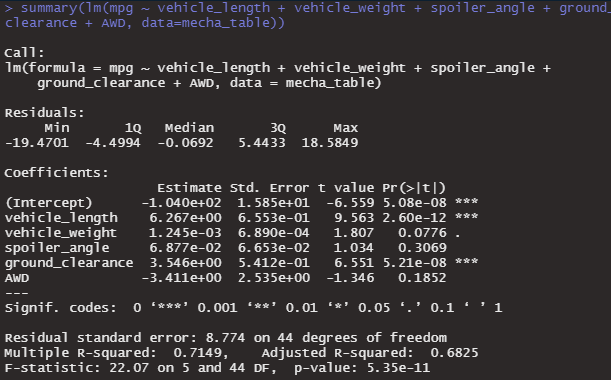 > summary(lm(mpg ~ vehicle_length + vehicle_weight + spoiler_angle + ground_
clearance + AWD, data=mecha_table))
Call:
lm(formula = mpg ~ vehicle_length + vehicle_weight + spoiler_angle +
    ground_clearance + AWD, data = mecha_table)
Residuals:
     Min       1Q   Median       3Q      Max
-19.4701  -4.4994  -0.0692   5.4433  18.5849
Coefficients:
                   Estimate Std. Error t value Pr(>|t|)
(Intercept)      -1.040e+02  1.585e+01  -6.559 5.08e-08 ***
vehicle_length    6.267e+00  6.553e-01   9.563 2.60e-12 ***
vehicle_weight    1.245e-03  6.890e-04   1.807   0.0776 .
spoiler_angle     6.877e-02  6.653e-02   1.034   0.3069
ground_clearance  3.546e+00  5.412e-01   6.551 5.21e-08 ***
AWD              -3.411e+00  2.535e+00  -1.346   0.1852
---
Signif. codes:  0 ‘***’ 0.001 ‘**’ 0.01 ‘*’ 0.05 ‘.’ 0.1 ‘ ’ 1
Residual standard error: 8.774 on 44 degrees of freedom
Multiple R-squared:  0.7149,	Adjusted R-squared:  0.6825
F-statistic: 22.07 on 5 and 44 DF,  p-value: 5.35e-11